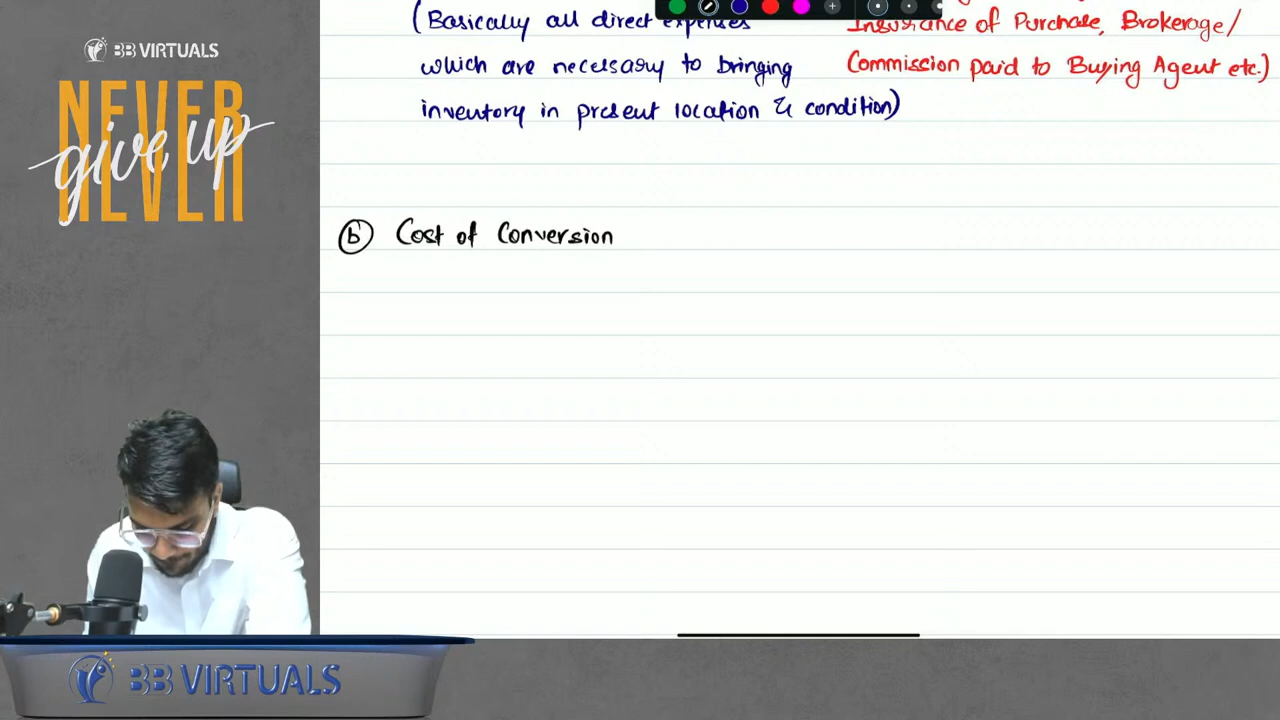 BB VIRTUALS
NEVER
give up
NEVER
(Basically all direct expenses
which are necessary to bringing
inventory in present location & condition)
Insurance of Purchase, Brokerage/
Commission paid to Buying Agent etc.)
(b) Cost of Conversion
BB VIRTUALS